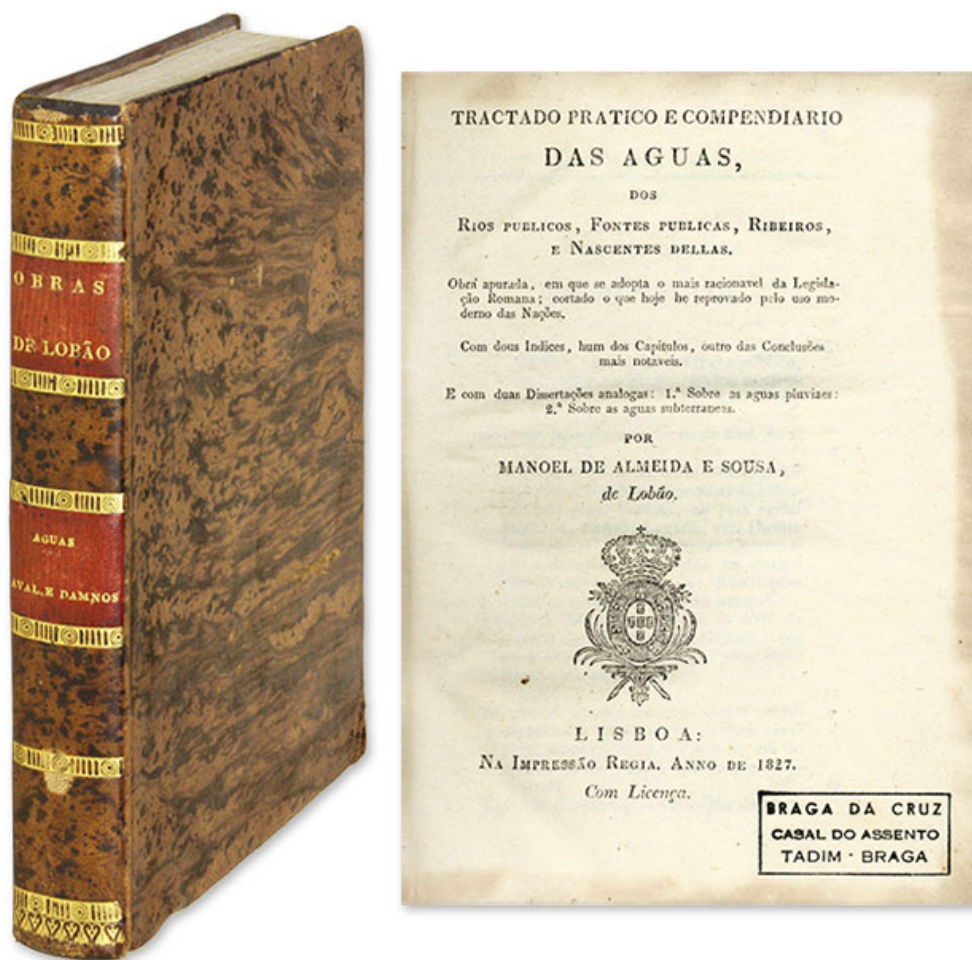 OBRAS
DE LOBÃO
AGUAS
AVAL. E DAMNOS
TRACTADO PRATICO E COMPENDIARIO
DAS AGUAS,
DOS
RIOS PUBLICOS, FONTES PUBLICAS, RIBEIROS,
E NASCENTES DELLAS.
Obra apurada, em que se adopta o mais racionavel da Legisla-
ção Romana; cortado o que hoje he reprovado pelo uso mo-
derno das Nações.
Com dous Indices, hum dos Capitulos, outro das Conclusões
mais notaveis.
E com duas Dissertações analogas: 1.ª Sobre as aguas pluviaes:
2.ª Sobre as aguas subterraneas.
POR
MANOEL DE ALMEIDA E SOUSA,
de Lobão.
LISBOA:
NA IMPRESSÃO REGIA. ANNO DE 1827.
Com Licença.
BRAGA DA CRUZ
CASAL DO ASSENTO
TADIM · BRAGA